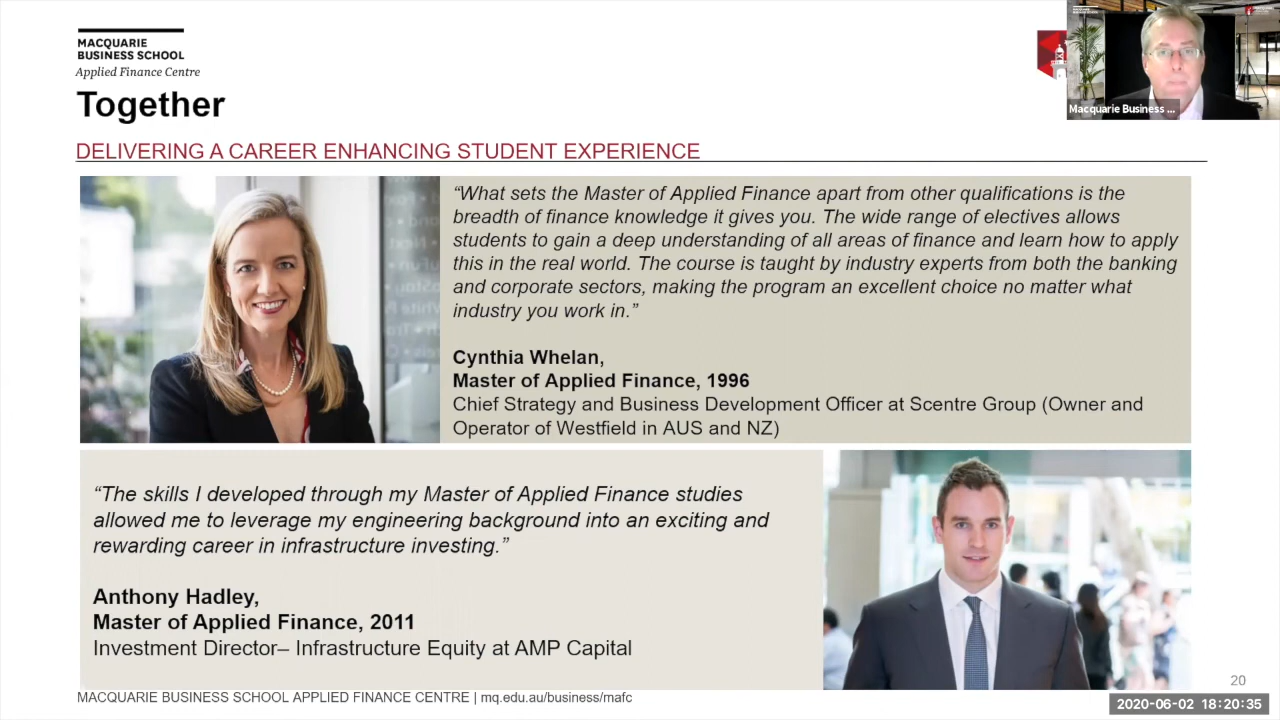 MACQUARIE
BUSINESS SCHOOL
Applied Finance Centre
Together
Macquarie Business ...
DELIVERING A CAREER ENHANCING STUDENT EXPERIENCE
“What sets the Master of Applied Finance apart from other qualifications is the
breadth of finance knowledge it gives you. The wide range of electives allows
students to gain a deep understanding of all areas of finance and learn how to apply
this in the real world. The course is taught by industry experts from both the banking
and corporate sectors, making the program an excellent choice no matter what
industry you work in.”
Cynthia Whelan,
Master of Applied Finance, 1996
Chief Strategy and Business Development Officer at Scentre Group (Owner and
Operator of Westfield in AUS and NZ)
“The skills I developed through my Master of Applied Finance studies
allowed me to leverage my engineering background into an exciting and
rewarding career in infrastructure investing.”
Anthony Hadley,
Master of Applied Finance, 2011
Investment Director– Infrastructure Equity at AMP Capital
20
MACQUARIE BUSINESS SCHOOL APPLIED FINANCE CENTRE | mq.edu.au/business/mafc
2020-06-02 18:20:35